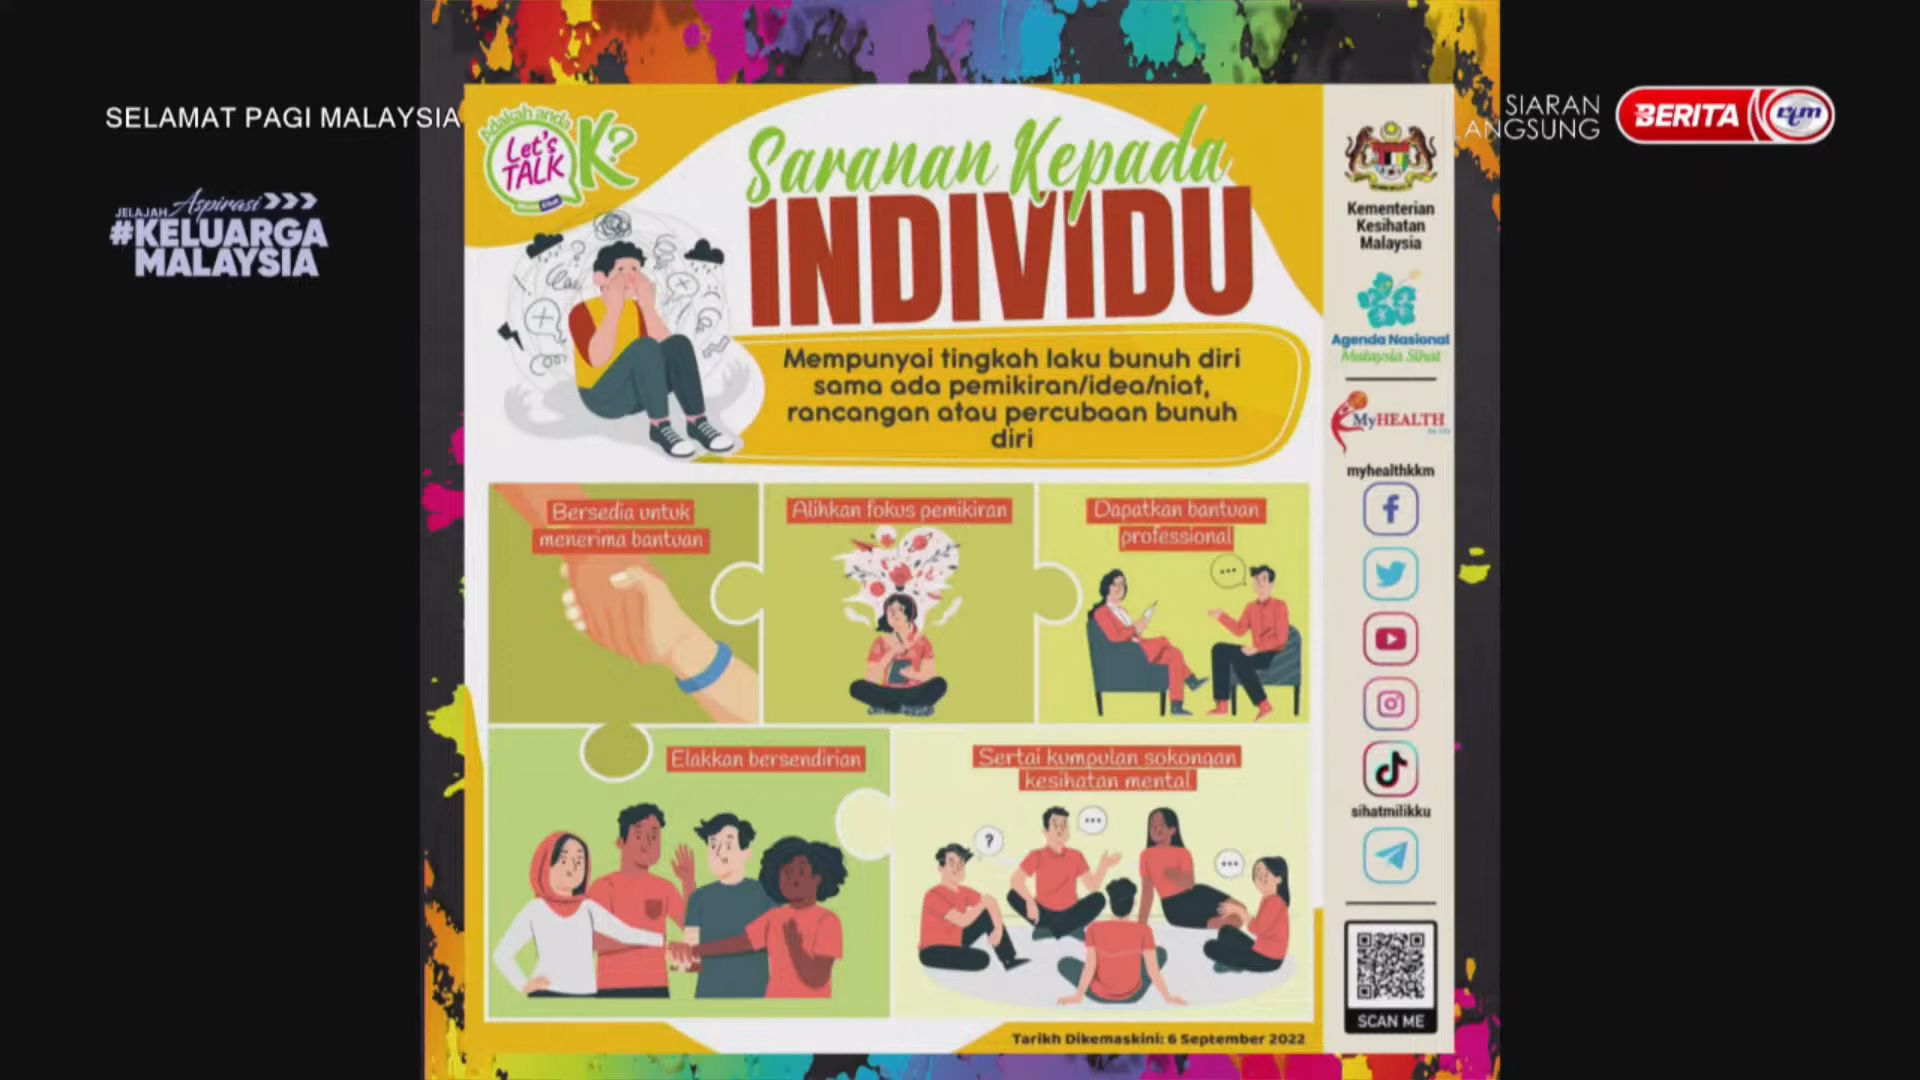 SELAMAT PAGI MALAYSIA
JELAJAH Aspirasi
#KELUARGA
MALAYSIA
SIARAN
LANGSUNG
BERITA rtm
Adakah anda
Let's
TALK
K?
Saranan Kepada
INDIVIDU
Mempunyai tingkah laku bunuh diri
sama ada pemikiran/idea/niat,
rancangan atau percubaan bunuh
diri
Bersedia untuk
menerima bantuan
Alihkan fokus pemikiran
Dapatkan bantuan
professional
Elakkan bersendirian
Sertai kumpulan sokongan
kesihatan mental
Tarikh Dikemaskini: 6 September 2022
Kementerian
Kesihatan
Malaysia
Agenda Nasional
Malaysia Sihat
MyHEALTH
myhealthkkm
sihatmilikku
SCAN ME